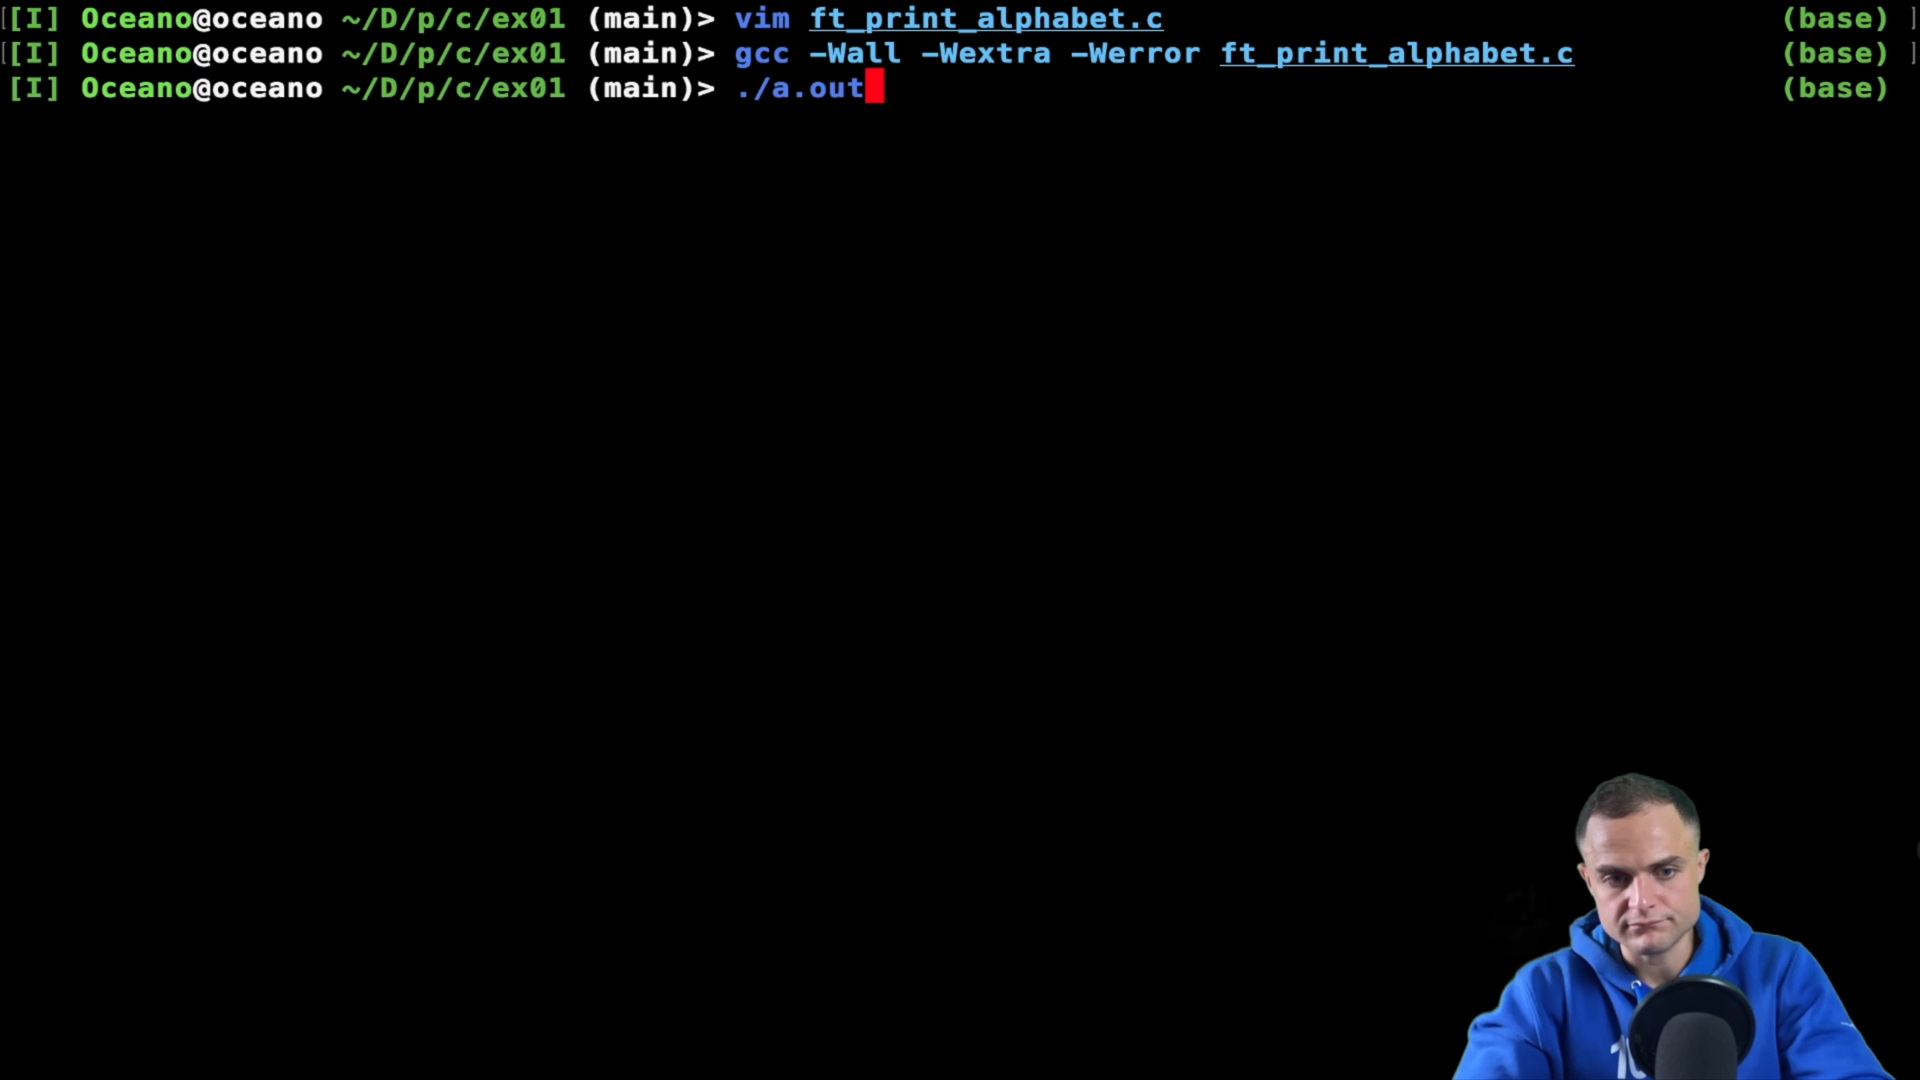 [I] Oceano@oceano ~/D/p/c/ex01 (main)> vim ft_print_alphabet.c (base)
[I] Oceano@oceano ~/D/p/c/ex01 (main)> gcc -Wall -Wextra -Werror ft_print_alphabet.c (base)
[I] Oceano@oceano ~/D/p/c/ex01 (main)> ./a.out (base)